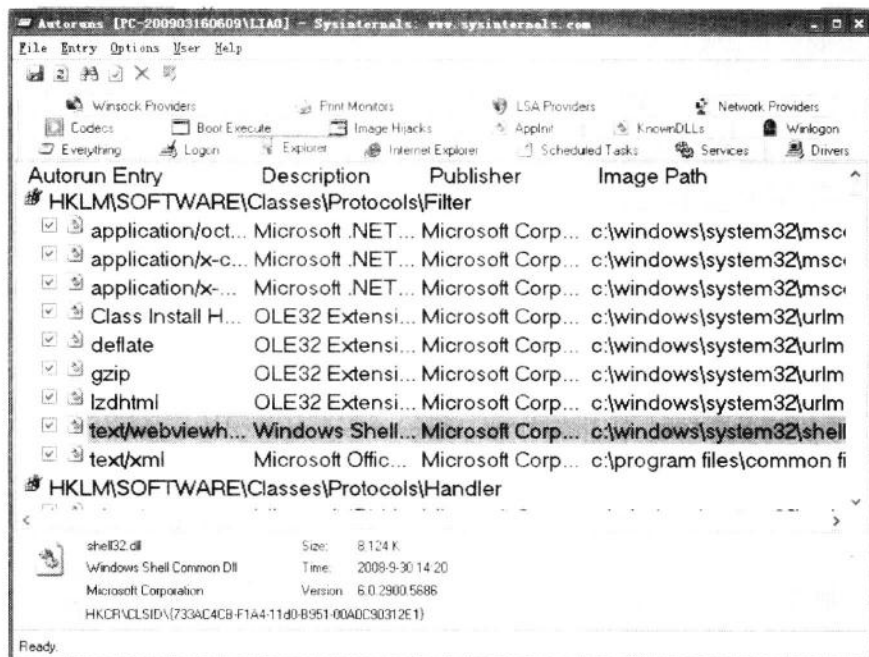 Autoruns [PC-200903160609\LIAO] - Sysinternals: www.sysinternals.com
File Entry Options User Help
Winsock Providers Print Monitors LSA Providers Network Providers
Codecs Boot Execute Image Hijacks AppInit KnownDLLs Winlogon
Everything Logon Explorer Internet Explorer Scheduled Tasks Services Drivers
Autorun Entry Description Publisher Image Path
HKLM\SOFTWARE\Classes\Protocols\Filter
application/oct... Microsoft .NET... Microsoft Corp... c:\windows\system32\msc
application/x-c... Microsoft .NET... Microsoft Corp... c:\windows\system32\msc
application/x-... Microsoft .NET... Microsoft Corp... c:\windows\system32\msc
Class Install H... OLE32 Extensi... Microsoft Corp... c:\windows\system32\urlm
deflate OLE32 Extensi... Microsoft Corp... c:\windows\system32\urlm
gzip OLE32 Extensi... Microsoft Corp... c:\windows\system32\urlm
lzdhtml OLE32 Extensi... Microsoft Corp... c:\windows\system32\urlm
text/webviewh... Windows Shell... Microsoft Corp... c:\windows\system32\shell
text/xml Microsoft Offic... Microsoft Corp... c:\program files\common fi
HKLM\SOFTWARE\Classes\Protocols\Handler
shell32.dll Size: 8,124 K
Windows Shell Common Dll Time: 2008-9-30 14:20
Microsoft Corporation Version: 6.0.2900.5686
HKCR\CLSID\{733AC4CB-F1A4-11d0-B951-00A0C90312E1}
Ready.